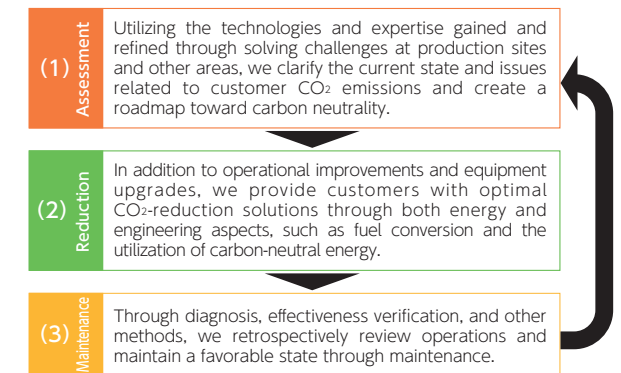 (1)
Assessment
Utilizing the technologies and expertise gained and
refined through solving challenges at production sites
and other areas, we clarify the current state and issues
related to customer CO2 emissions and create a
roadmap toward carbon neutrality.
(2)
Reduction
In addition to operational improvements and equipment
upgrades, we provide customers with optimal
CO2-reduction solutions through both energy and
engineering aspects, such as fuel conversion and the
utilization of carbon-neutral energy.
(3)
Maintenance
Through diagnosis, effectiveness verification, and other
methods, we retrospectively review operations and
maintain a favorable state through maintenance.